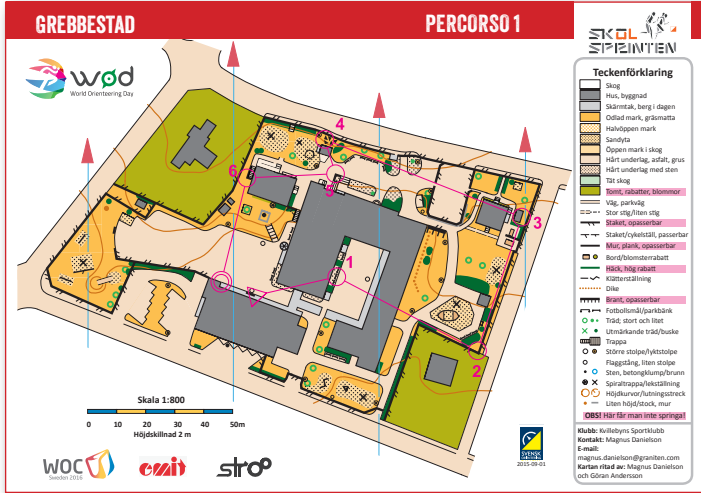 GREBBESTAD
PERCORSO 1
SKOL
SPRINTEN
wød
World Orienteering Day
4
6
5
3
1
2
Teckenförklaring
Skog
Hus, byggnad
Skärmtak, berg i dagen
Odlad mark, gräsmatta
Halvöppen mark
Sandyta
Öppen mark i skog
Hårt underlag, asfalt, grus
Hårt underlag med sten
Tät skog
Tomt, rabatter, blommor
Väg, parkväg
Stor stig/liten stig
Staket, opasserbar
Staket/cykelställ, passerbar
Mur, plank, opasserbar
Bord/blomsterrabatt
Häck, hög rabatt
Klätterställning
Dike
Brant, opasserbar
Fotbollsmål/parkbänk
Träd; stort och litet
Utmärkande träd/buske
Trappa
Större stolpe/lyktstolpe
Flaggstång, liten stolpe
Sten, betongklump/brunn
Spiraltrappa/lekställning
Höjdkurvor/lutningsstreck
Liten höjd/stock, mur
OBS! Här får man inte springa!
Klubb: Kvillebyns Sportklubb
Kontakt: Magnus Danielson
E-mail:
magnus.danielson@graniten.com
Kartan ritad av: Magnus Danielson
och Göran Andersson
Skala 1:800
0 10 20 30 40 50m
Höjdskillnad 2 m
WOC
Sweden 2016
emit
stroo
SVENSK
2015-09-01